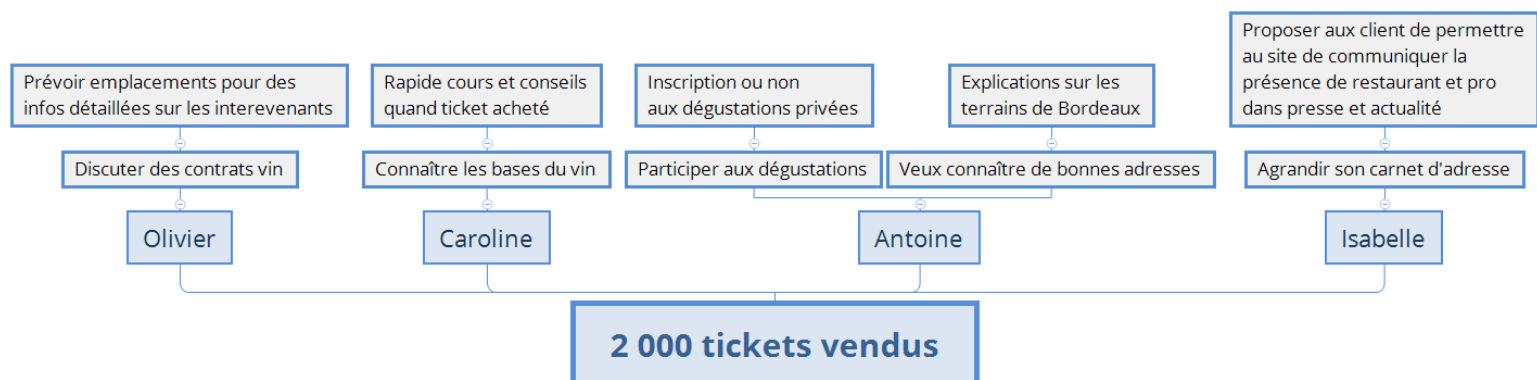 Prévoir emplacements pour des
infos détaillées sur les interevenants
Rapide cours et conseils
quand ticket acheté
Inscription ou non
aux dégustations privées
Explications sur les
terrains de Bordeaux
Proposer aux client de permettre
au site de communiquer la
présence de restaurant et pro
dans presse et actualité
Discuter des contrats vin
Connaître les bases du vin
Participer aux dégustations
Veux connaître de bonnes adresses
Agrandir son carnet d'adresse
Olivier
Caroline
Antoine
Isabelle
2 000 tickets vendus